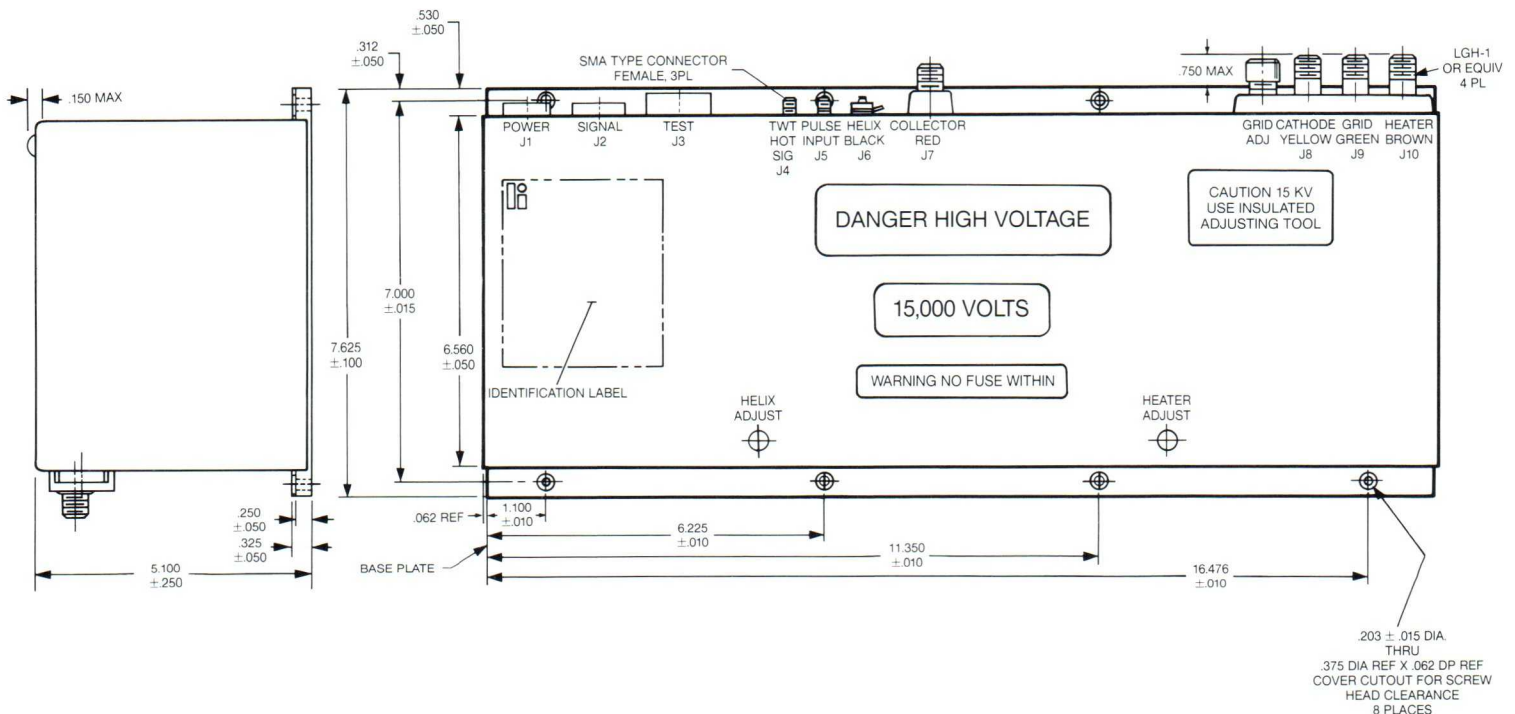 .530
±.050
.312
±.050
.150 MAX
SMA TYPE CONNECTOR
FEMALE, 3PL
.750 MAX
LGH-1
OR EQUIV
4 PL
POWER
J1
SIGNAL
J2
TEST
J3
TWT
HOT
SIG
J4
PULSE
INPUT
J5
HELIX
BLACK
J6
COLLECTOR
RED
J7
GRID
ADJ
CATHODE
YELLOW
J8
GRID
GREEN
J9
HEATER
BROWN
J10
DANGER HIGH VOLTAGE
CAUTION 15 KV
USE INSULATED
ADJUSTING TOOL
7.000
±.015
15,000 VOLTS
7.625
±.100
6.560
±.050
WARNING NO FUSE WITHIN
IDENTIFICATION LABEL
HELIX
ADJUST
HEATER
ADJUST
.250
±.050
.325
±.050
5.100
±.250
.062 REF
1.100
±.010
6.225
±.010
11.350
±.010
16.476
±.010
BASE PLATE
.203 ± .015 DIA.
THRU
.375 DIA REF X .062 DP REF
COVER CUTOUT FOR SCREW
HEAD CLEARANCE
8 PLACES